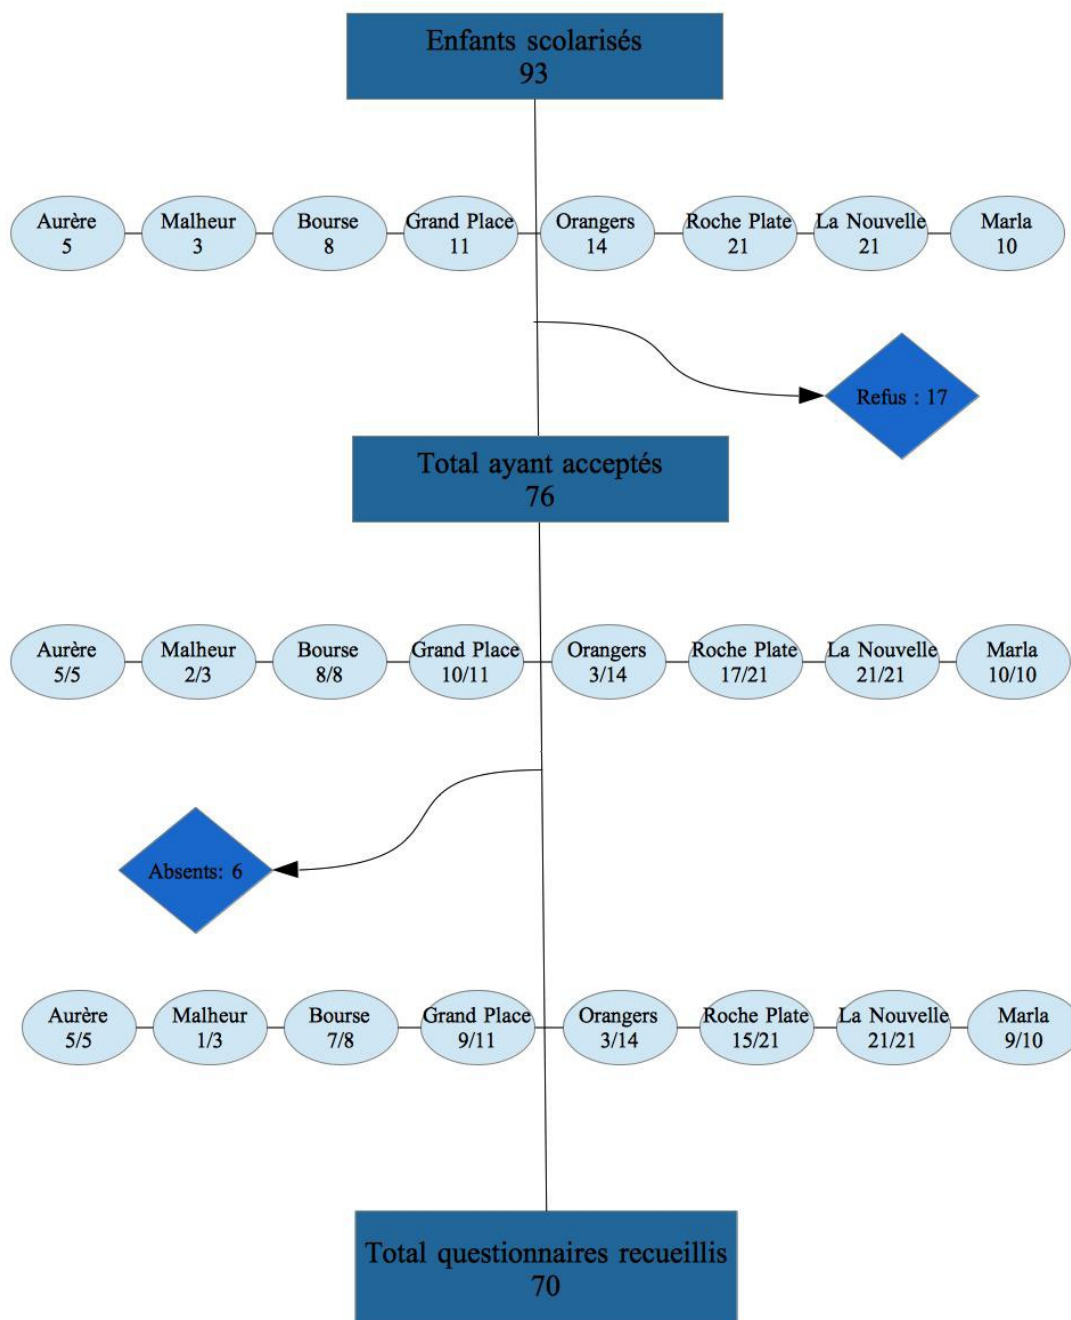 Enfants scolarisés
93
Aurère
5
Malheur
3
Bourse
8
Grand Place
11
Orangers
14
Roche Plate
21
La Nouvelle
21
Marla
10
Refus : 17
Total ayant acceptés
76
Aurère
5/5
Malheur
2/3
Bourse
8/8
Grand Place
10/11
Orangers
3/14
Roche Plate
17/21
La Nouvelle
21/21
Marla
10/10
Absents: 6
Aurère
5/5
Malheur
1/3
Bourse
7/8
Grand Place
9/11
Orangers
3/14
Roche Plate
15/21
La Nouvelle
21/21
Marla
9/10
Total questionnaires recueillis
70